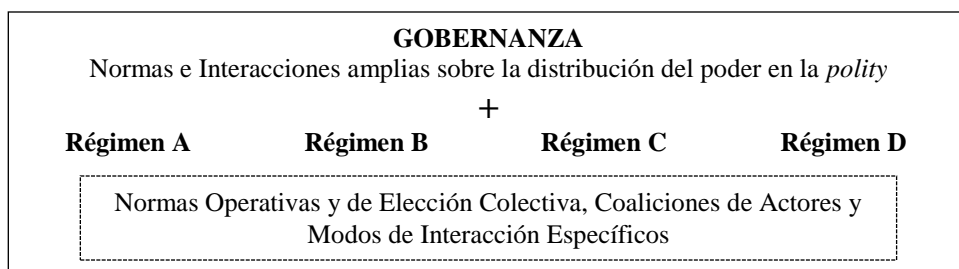 GOBERNANZA
Normas e Interacciones amplias sobre la distribución del poder en la polity
+
Régimen A Régimen B Régimen C Régimen D
Normas Operativas y de Elección Colectiva, Coaliciones de Actores y
Modos de Interacción Específicos